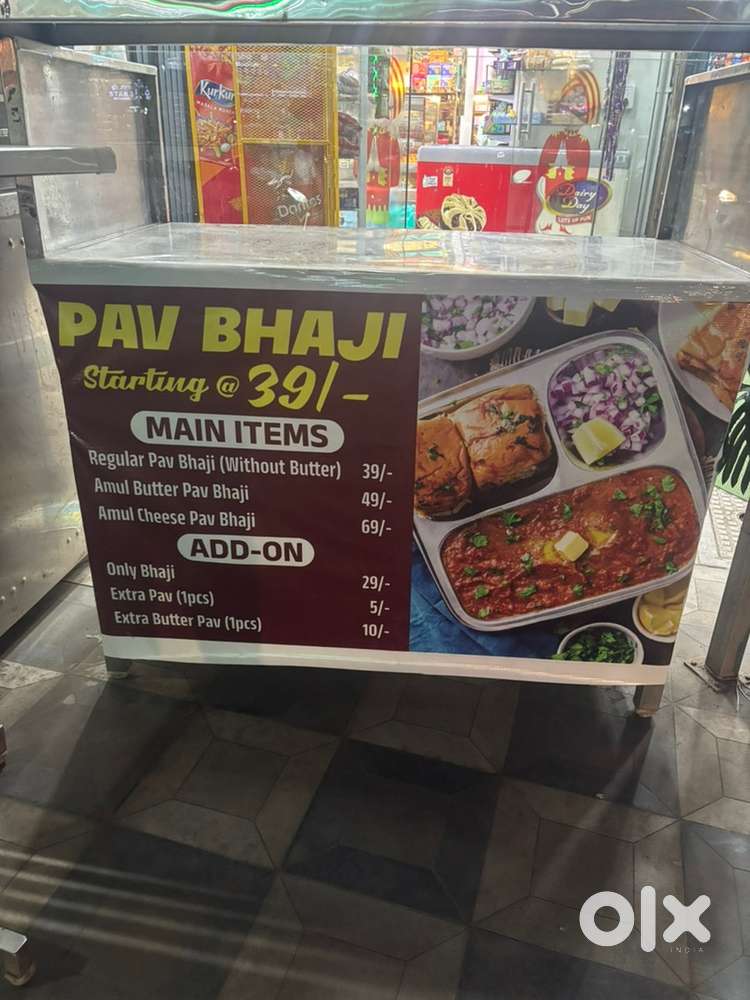 Kurkure
Doritos
Dairy
Day
PAV BHAJI
Starting @ 39/-
MAIN ITEMS
Regular Pav Bhaji (Without Butter) 39/-
Amul Butter Pav Bhaji 49/-
Amul Cheese Pav Bhaji 69/-
ADD-ON
Only Bhaji 29/-
Extra Pav (1pcs) 5/-
Extra Butter Pav (1pcs) 10/-
olx
INDIA